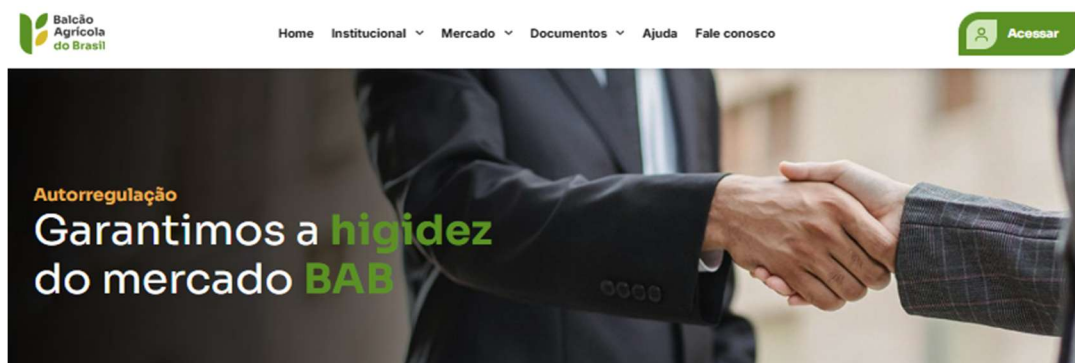 Balcão
Agrícola
do Brasil
Home Institucional Mercado Documentos Ajuda Fale conosco
Acessar
Autorregulação
Garantimos a higidez
do mercado BAB